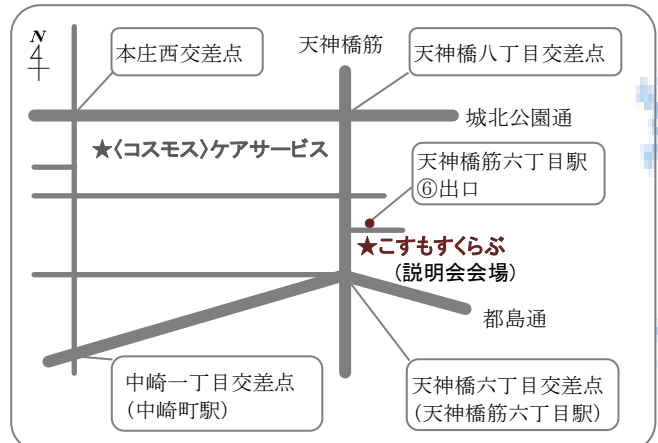 N
本庄西交差点
天神橋筋
天神橋八丁目交差点
城北公園通
★〈コスモス〉ケアサービス
天神橋筋六丁目駅
⑥出口
★こすもすくらぶ
(説明会会場)
都島通
中崎一丁目交差点
(中崎町駅)
天神橋六丁目交差点
(天神橋筋六丁目駅)